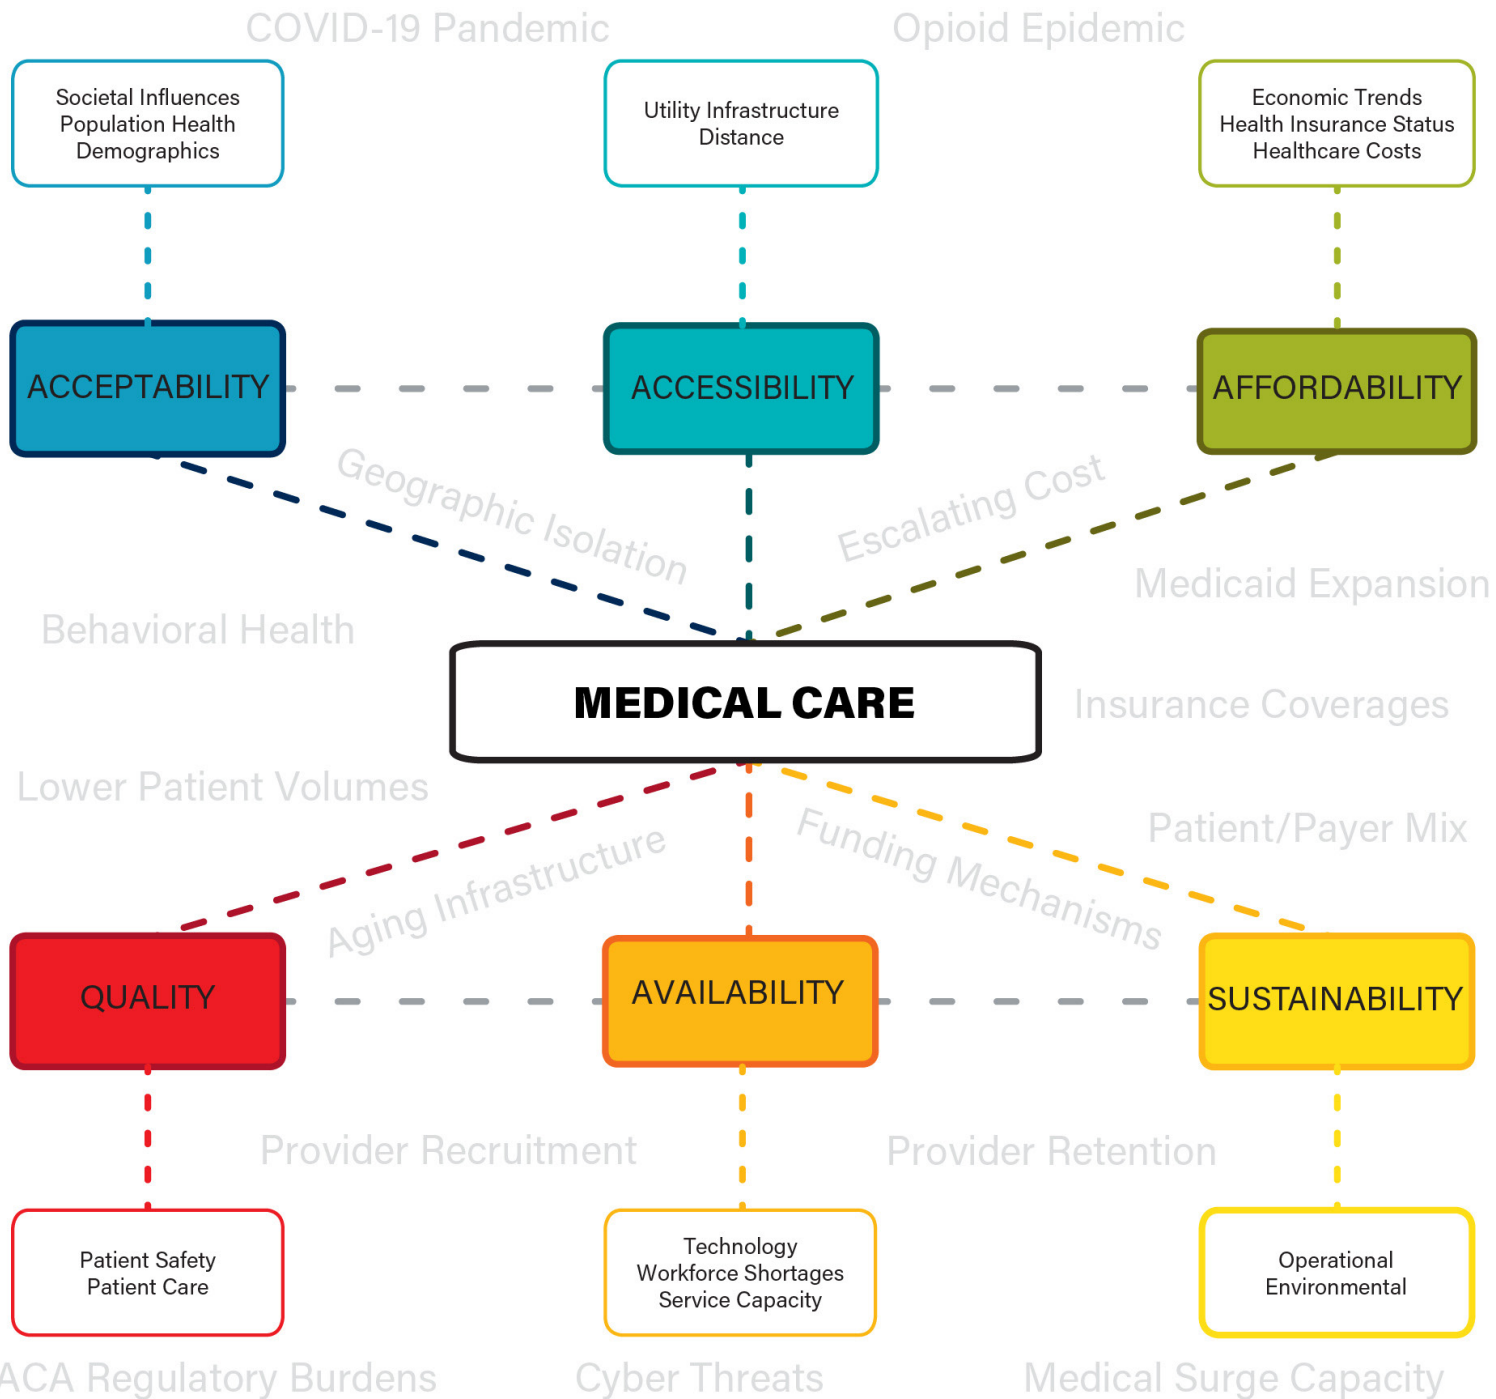 COVID-19 Pandemic
Opioid Epidemic
Societal Influences
Population Health
Demographics
Utility Infrastructure
Distance
Economic Trends
Health Insurance Status
Healthcare Costs
ACCEPTABILITY
ACCESSIBILITY
AFFORDABILITY
Geographic Isolation
Escalating Cost
Medicaid Expansion
Behavioral Health
MEDICAL CARE
Insurance Coverages
Lower Patient Volumes
Patient/Payer Mix
Aging Infrastructure
Funding Mechanisms
QUALITY
AVAILABILITY
SUSTAINABILITY
Provider Recruitment
Provider Retention
Patient Safety
Patient Care
Technology
Workforce Shortages
Service Capacity
Operational
Environmental
ACA Regulatory Burdens
Cyber Threats
Medical Surge Capacity